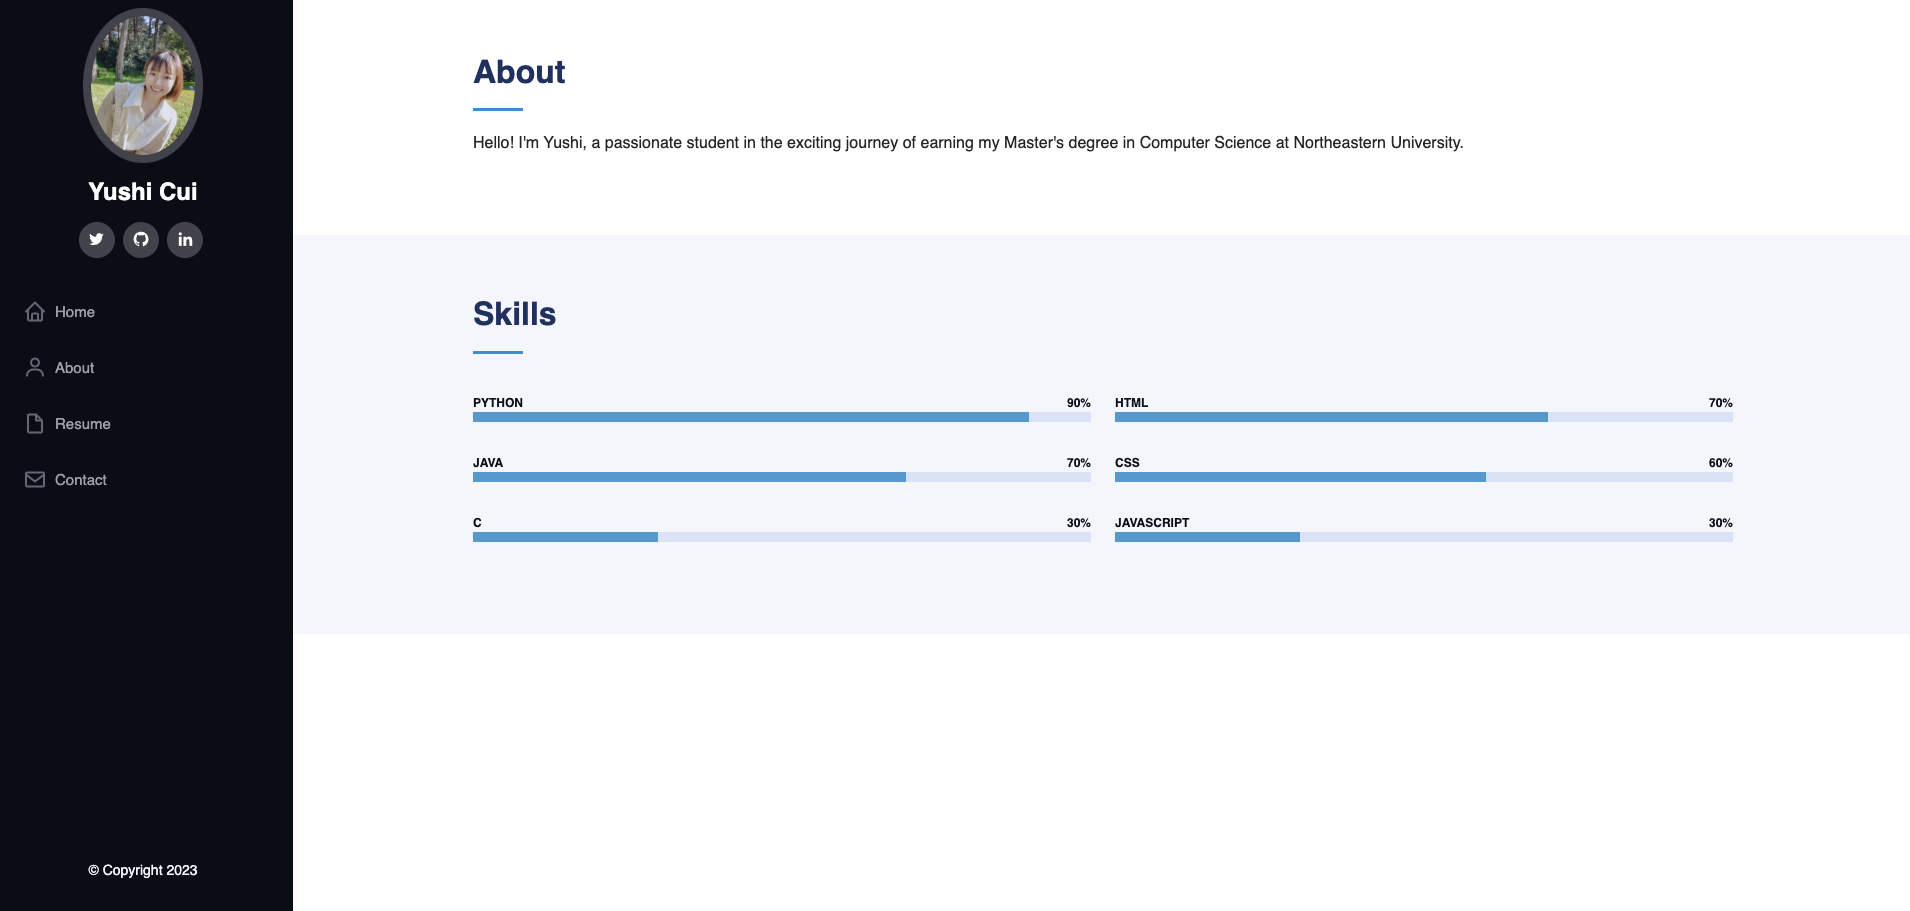 Yushi Cui
Home
About
Resume
Contact
© Copyright 2023
About
Hello! I'm Yushi, a passionate student in the exciting journey of earning my Master's degree in Computer Science at Northeastern University.
Skills
PYTHON 90%
JAVA 70%
C 30%
HTML 70%
CSS 60%
JAVASCRIPT 30%